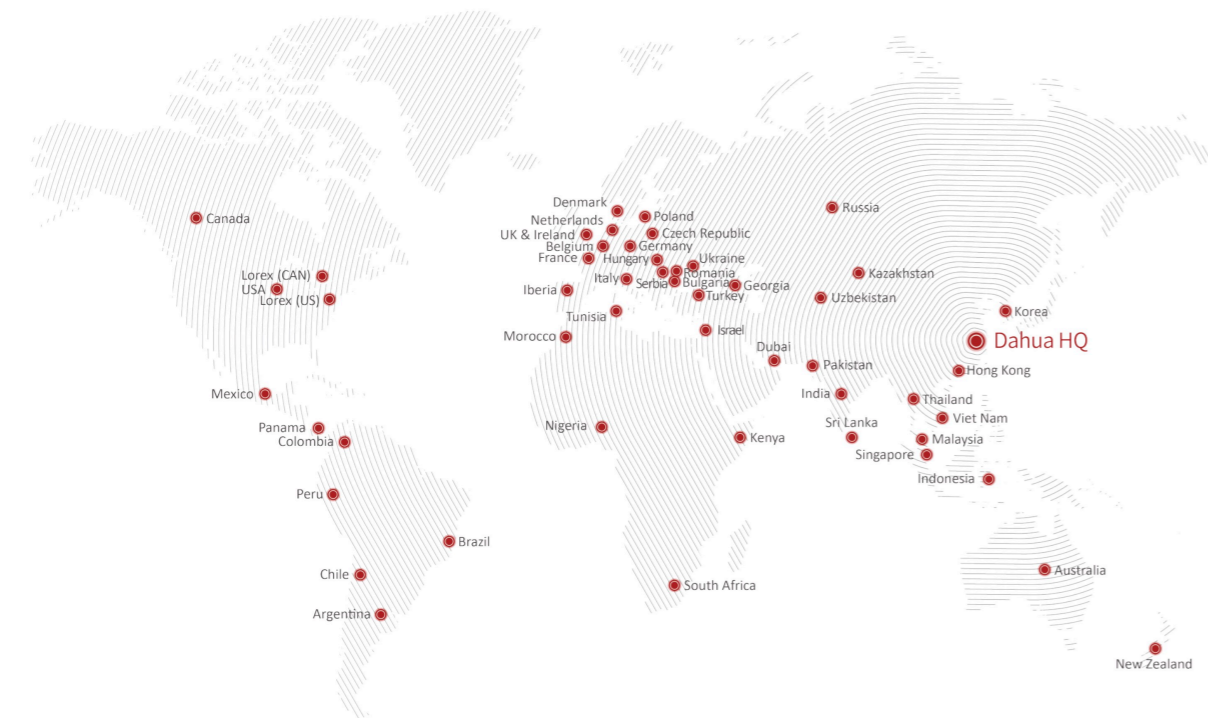 Denmark
Poland
Russia
Canada
Netherlands
UK & Ireland
Czech Republic
Belgium
Germany
France
Hungary
Ukraine
Lorex (CAN)
Romania
Kazakhstan
USA
Italy
Serbia
Bulgaria
Georgia
Iberia
Lorex (US)
Turkey
Uzbekistan
Tunisia
Korea
Morocco
Israel
Dahua HQ
Dubai
Pakistan
Hong Kong
Mexico
India
Thailand
Panama
Nigeria
Sri Lanka
Viet Nam
Colombia
Kenya
Malaysia
Singapore
Indonesia
Peru
Brazil
Chile
Australia
South Africa
Argentina
New Zealand